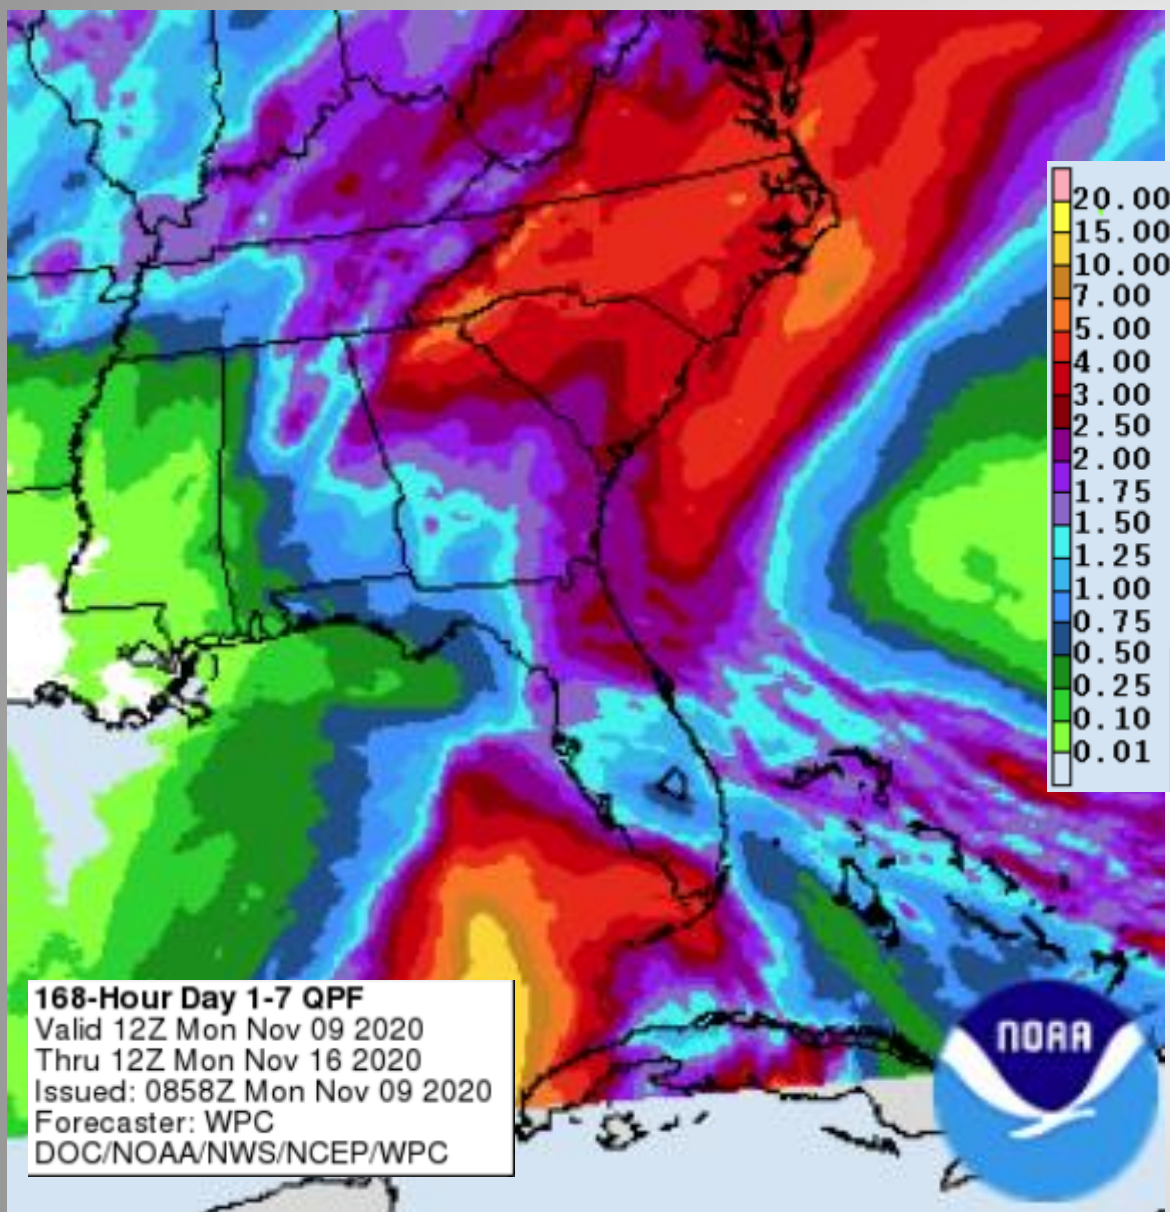 20.00
15.00
10.00
7.00
5.00
4.00
3.00
2.50
2.00
1.75
1.50
1.25
1.00
0.75
0.50
0.25
0.10
0.01
168-Hour Day 1-7 QPF
Valid 12Z Mon Nov 09 2020
Thru 12Z Mon Nov 16 2020
Issued: 0858Z Mon Nov 09 2020
Forecaster: WPC
DOC/NOAA/NWS/NCEP/WPC
NOAA